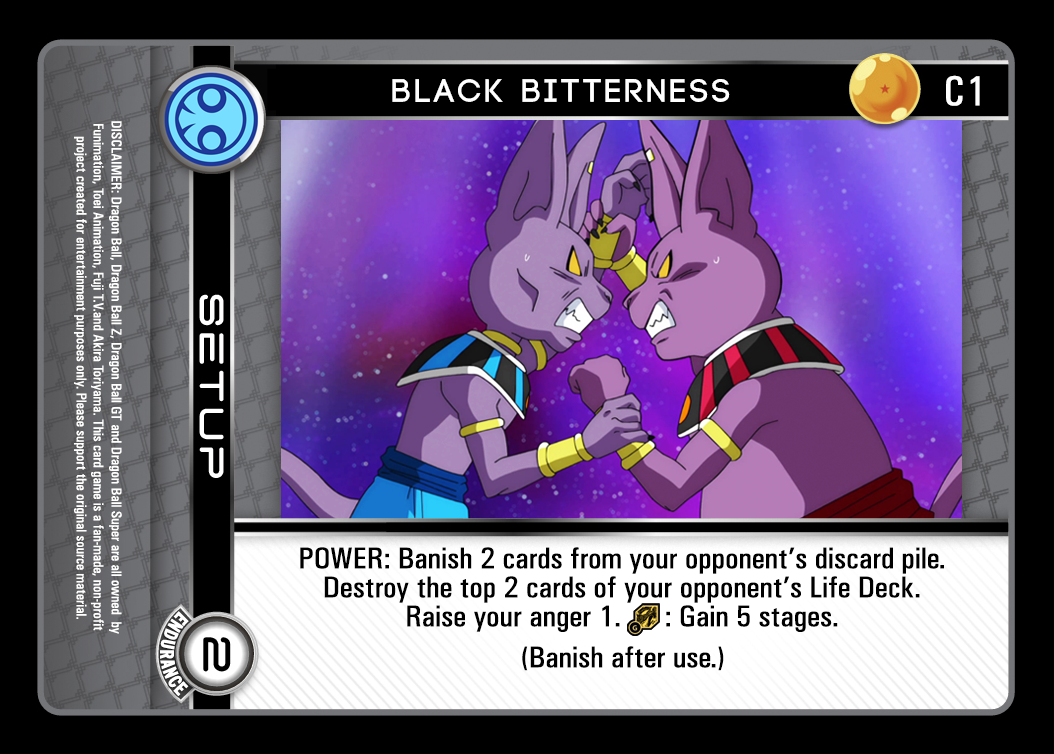 BLACK BITTERNESS
C1
SETUP
POWER: Banish 2 cards from your opponent's discard pile.
Destroy the top 2 cards of your opponent's Life Deck.
Raise your anger 1. G : Gain 5 stages.
(Banish after use.)
ENDURANCE
2
DISCLAIMER: Dragon Ball, Dragon Ball Z, Dragon Ball GT and Dragon Ball Super are all owned by
Funimation, Toei Animation, Fuji T.V.and Akira Toriyama. This card game is a fan-made, non-profit
project created for entertainment purposes only. Please support the original source material.